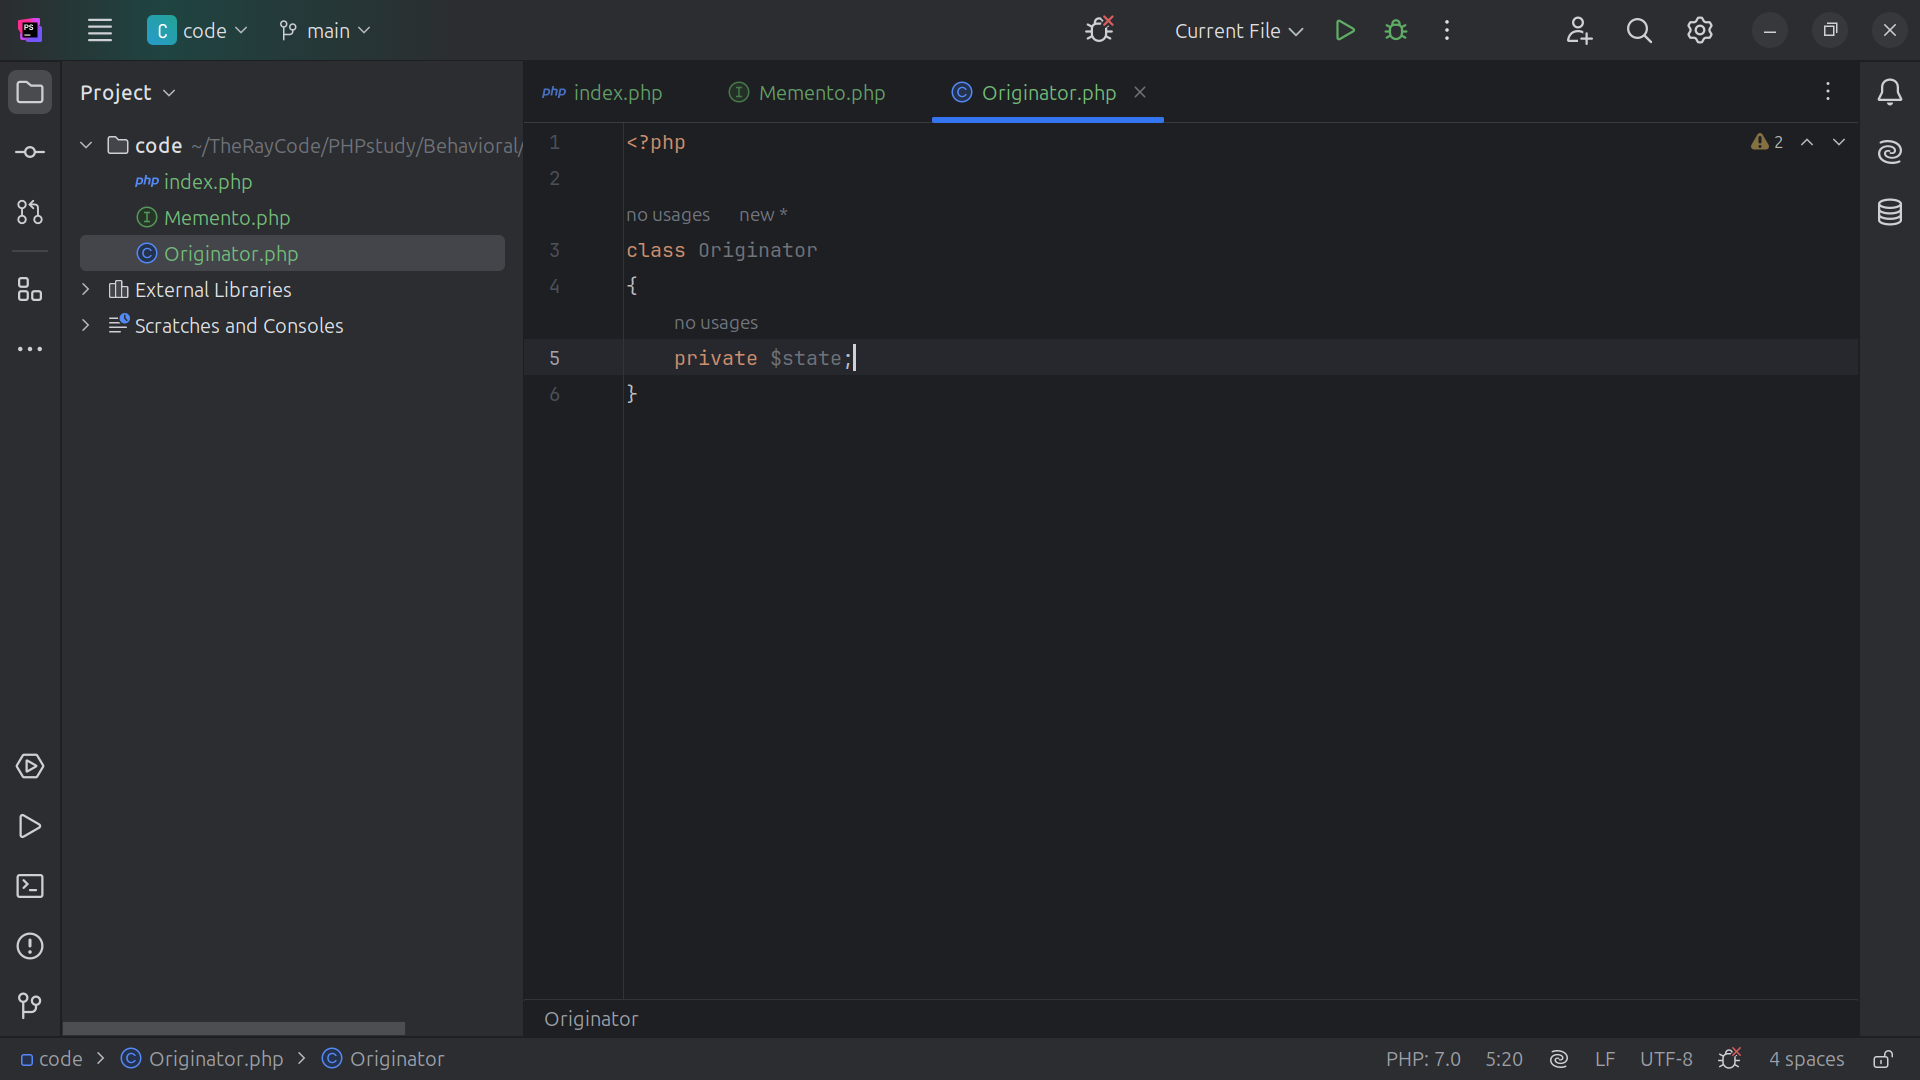 PS
C code main
Current File
Project
code ~/TheRayCode/PHPstudy/Behavioral/
php index.php
Memento.php
Originator.php
External Libraries
Scratches and Consoles
php index.php Memento.php Originator.php
1 <?php
2
2
no usages new *
3 class Originator
4 {
no usages
5 private $state;
6 }
Originator
code > Originator.php > Originator
PHP: 7.0 5:20 LF UTF-8 4 spaces